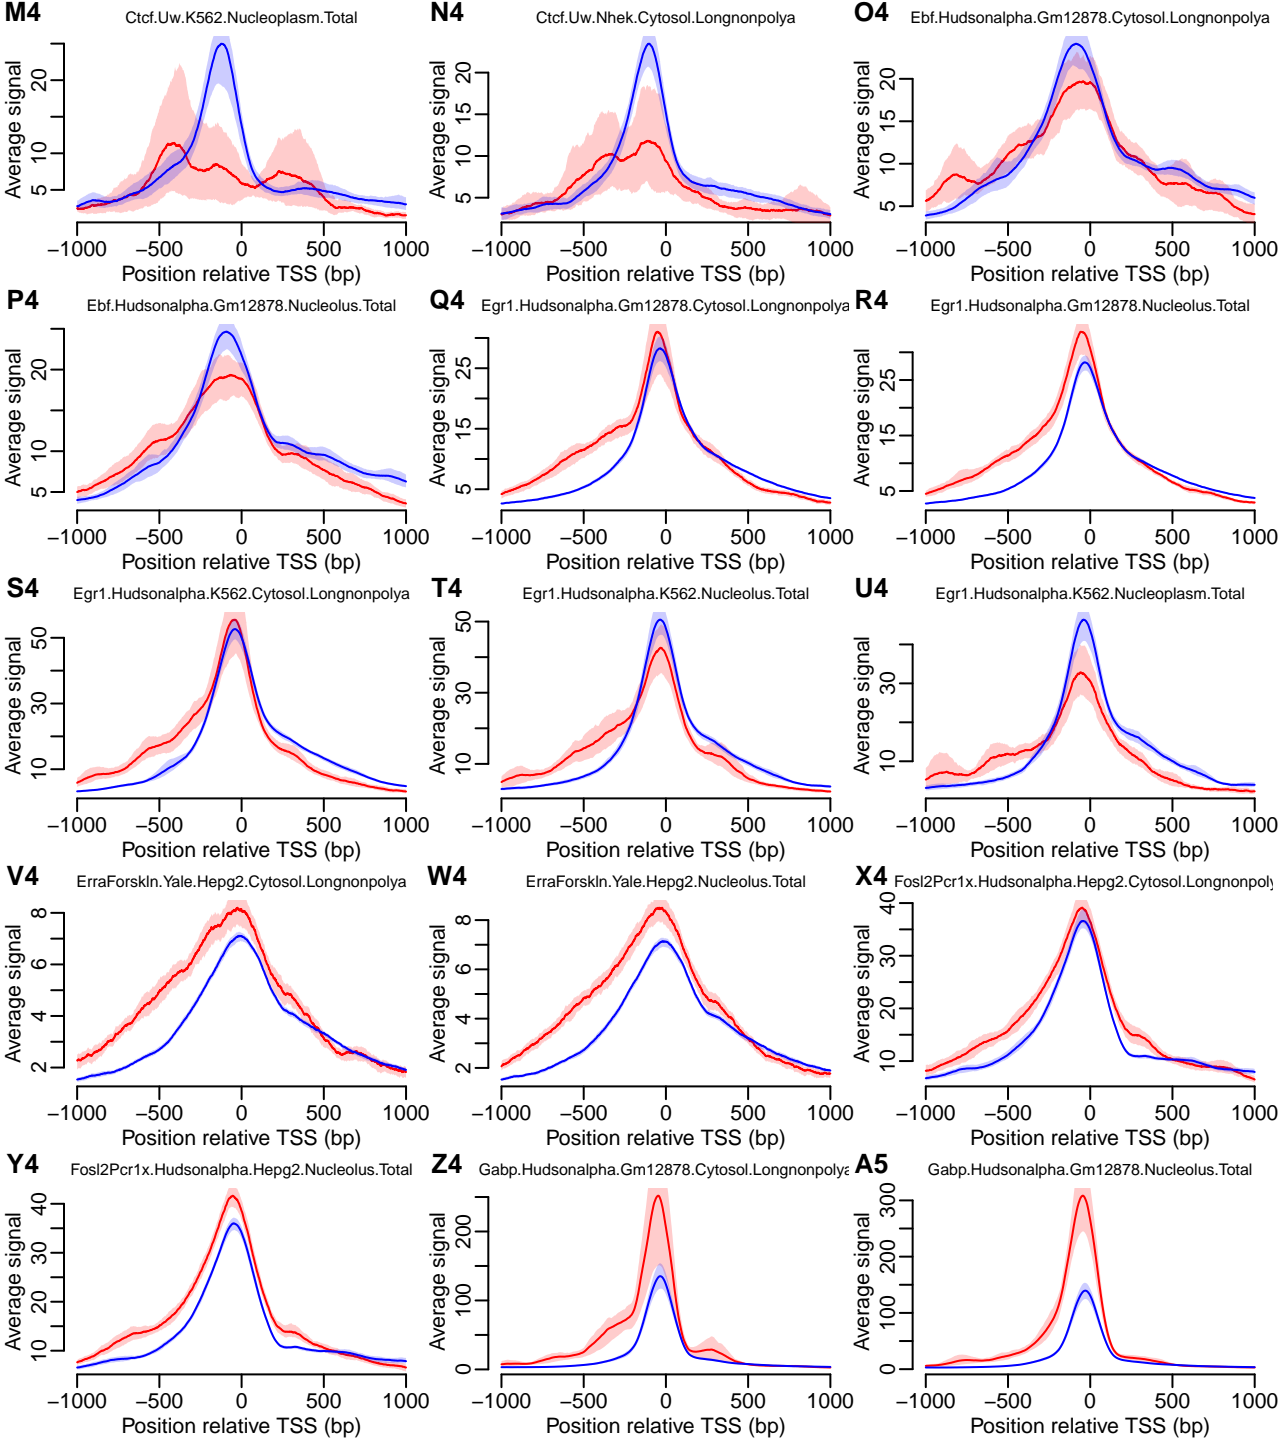 M4 Ctcf.Uw.K562.Nucleoplasm.Total
Average signal
20
10
5
−1000 −500 0 500 1000
Position relative TSS (bp)
N4 Ctcf.Uw.Nhek.Cytosol.Longnonpolya
Average signal
20
15
10
5
−1000 −500 0 500 1000
Position relative TSS (bp)
O4 Ebf.Hudsonalpha.Gm12878.Cytosol.Longnonpolya
Average signal
20
15
10
5
−1000 −500 0 500 1000
Position relative TSS (bp)
P4 Ebf.Hudsonalpha.Gm12878.Nucleolus.Total
Average signal
20
10
5
−1000 −500 0 500 1000
Position relative TSS (bp)
Q4 Egr1.Hudsonalpha.Gm12878.Cytosol.Longnonpolya
Average signal
25
15
5
−1000 −500 0 500 1000
Position relative TSS (bp)
R4 Egr1.Hudsonalpha.Gm12878.Nucleolus.Total
Average signal
25
15
5
−1000 −500 0 500 1000
Position relative TSS (bp)
S4 Egr1.Hudsonalpha.K562.Cytosol.Longnonpolya
Average signal
50
30
10
−1000 −500 0 500 1000
Position relative TSS (bp)
T4 Egr1.Hudsonalpha.K562.Nucleolus.Total
Average signal
50
30
10
−1000 −500 0 500 1000
Position relative TSS (bp)
U4 Egr1.Hudsonalpha.K562.Nucleoplasm.Total
Average signal
30
10
−1000 −500 0 500 1000
Position relative TSS (bp)
V4 ErraForskln.Yale.Hepg2.Cytosol.Longnonpolya
Average signal
8
6
4
2
−1000 −500 0 500 1000
Position relative TSS (bp)
W4 ErraForskln.Yale.Hepg2.Nucleolus.Total
Average signal
8
6
4
2
−1000 −500 0 500 1000
Position relative TSS (bp)
X4 Fosl2Pcr1x.Hudsonalpha.Hepg2.Cytosol.Longnonpoly
Average signal
40
30
20
10
−1000 −500 0 500 1000
Position relative TSS (bp)
Y4 Fosl2Pcr1x.Hudsonalpha.Hepg2.Nucleolus.Total
Average signal
40
30
20
10
−1000 −500 0 500 1000
Position relative TSS (bp)
Z4 Gabp.Hudsonalpha.Gm12878.Cytosol.Longnonpolya
Average signal
200
100
0
−1000 −500 0 500 1000
Position relative TSS (bp)
A5 Gabp.Hudsonalpha.Gm12878.Nucleolus.Total
Average signal
300
200
100
0
−1000 −500 0 500 1000
Position relative TSS (bp)